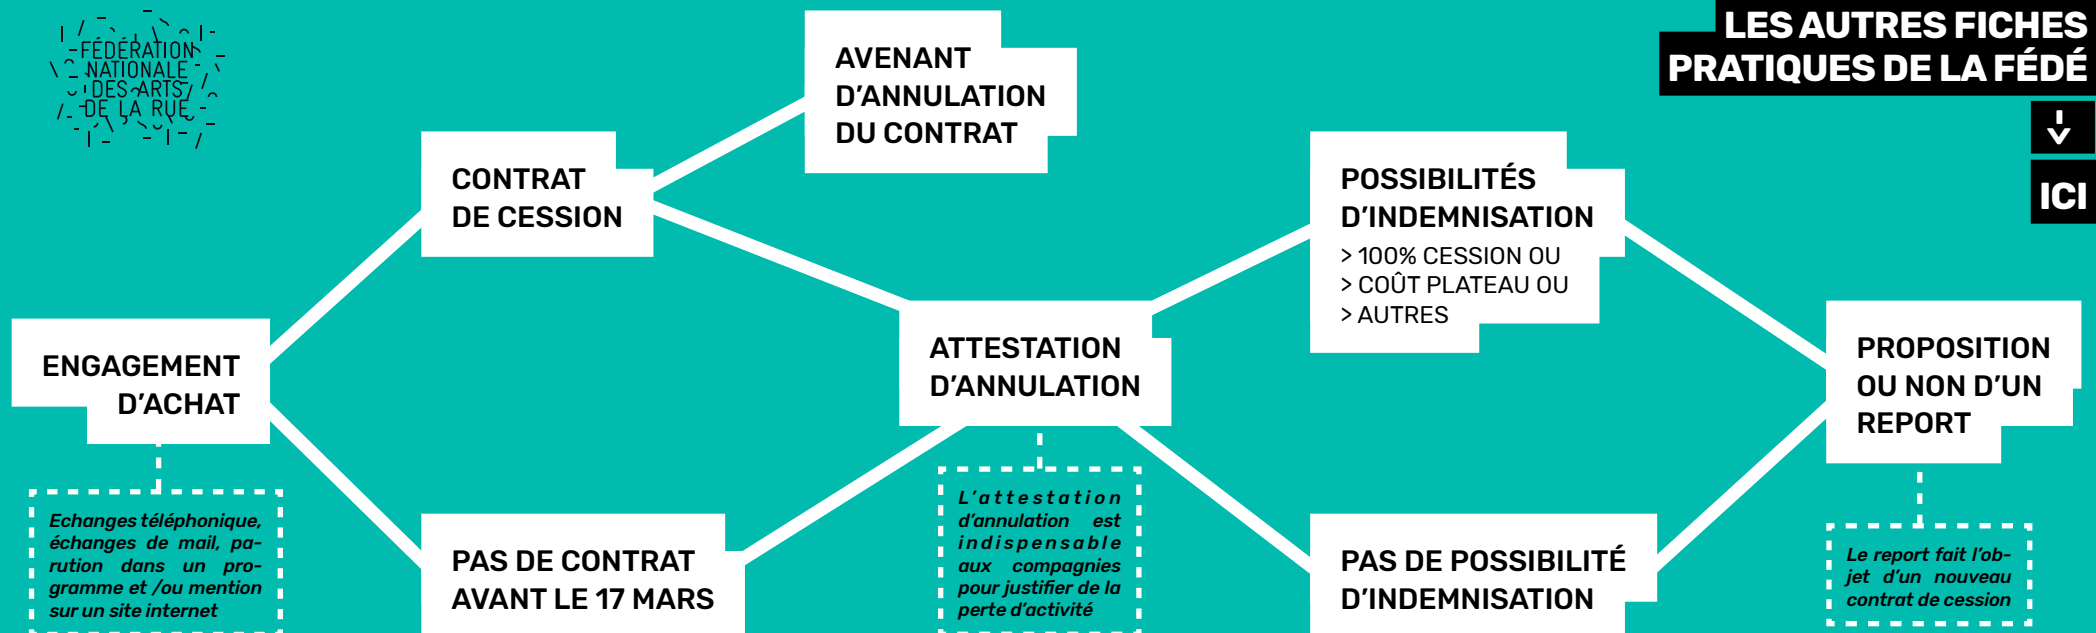 FÉDÉRATION
NATIONALE
DES ARTS
DE LA RUE
LES AUTRES FICHES
PRATIQUES DE LA FÉDÉ
ICI
AVENANT
D'ANNULATION
DU CONTRAT
CONTRAT
DE CESSION
POSSIBILITÉS
D'INDEMNISATION
> 100% CESSION OU
> COÛT PLATEAU OU
> AUTRES
ENGAGEMENT
D'ACHAT
ATTESTATION
D'ANNULATION
PROPOSITION
OU NON D'UN
REPORT
Echanges téléphonique,
échanges de mail, pa-
rution dans un pro-
gramme et /ou mention
sur un site internet
PAS DE CONTRAT
AVANT LE 17 MARS
L'attestation
d'annulation est
indispensable
aux compagnies
pour justifier de la
perte d'activité
PAS DE POSSIBILITÉ
D'INDEMNISATION
Le report fait l'ob-
jet d'un nouveau
contrat de cession